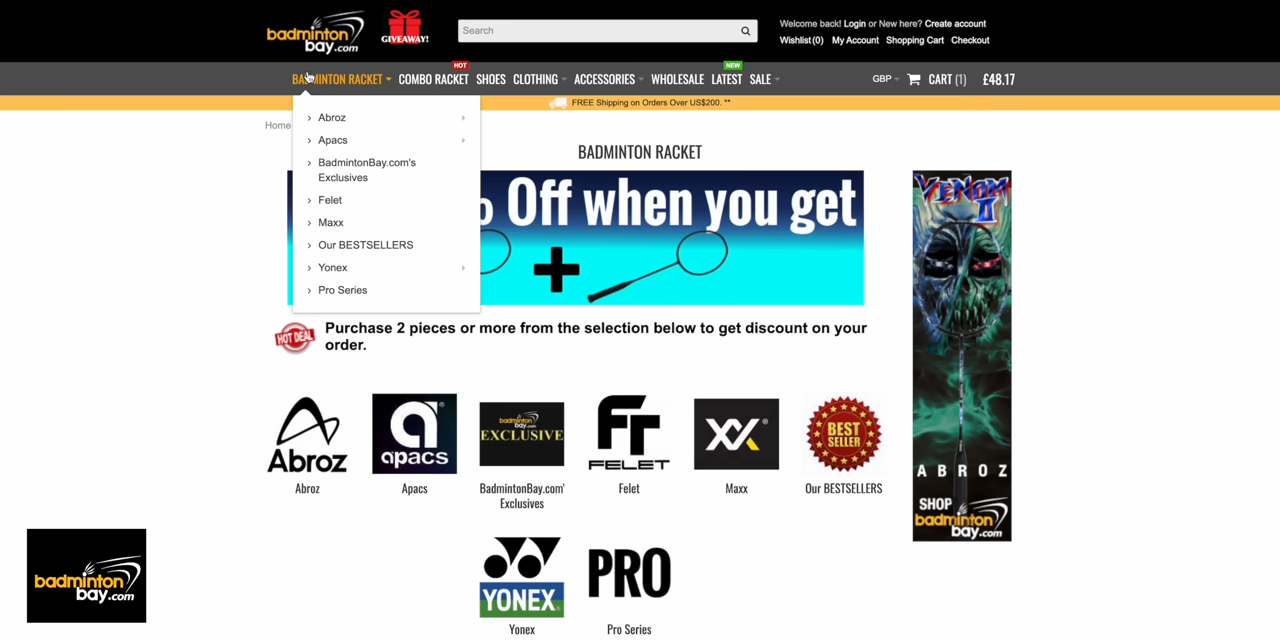 badminton
bay.com
GIVEAWAY!
Search
Welcome back! Login or New here? Create account
Wishlist(0) My Account Shopping Cart Checkout
BADMINTON RACKET COMBO RACKET HOT SHOES CLOTHING ACCESSORIES WHOLESALE LATEST NEW SALE GBP CART (1) £48.17
FREE Shipping on Orders Over US$200. **
Home
Abroz
Apacs
BadmintonBay.com's
Exclusives
Felet
Maxx
Our BESTSELLERS
Yonex
Pro Series
BADMINTON RACKET
% Off when you get
+
HOT DEAL
Purchase 2 pieces or more from the selection below to get discount on your
order.
Abroz
apacs
badminton
bay.com
EXCLUSIVE
FELET
XX
BEST
SELLER
Abroz
Apacs
BadmintonBay.com'
Exclusives
Felet
Maxx
Our BESTSELLERS
YONEX
PRO
Yonex
Pro Series
VENOM
I
ABROZ
SHOP
badminton
bay.com
badminton
bay.com